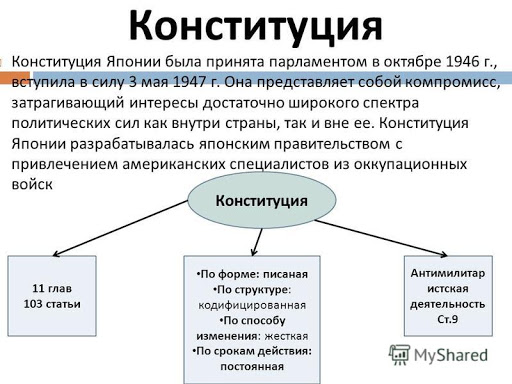 Конституция
Конституция Японии была принята парламентом в октябре 1946 г.,
вступила в силу 3 мая 1947 г. Она представляет собой компромисс,
затрагивающий интересы достаточно широкого спектра
политических сил как внутри страны, так и вне ее. Конституция
Японии разрабатывалась японским правительством с
привлечением американских специалистов из оккупационных
войск
Конституция
11 глав
103 статьи
•По форме: писаная
•По структуре:
кодифицированная
•По способу
изменения: жесткая
•По срокам действия:
постоянная
Антимилитар
истская
деятельность
Ст.9
MyShared